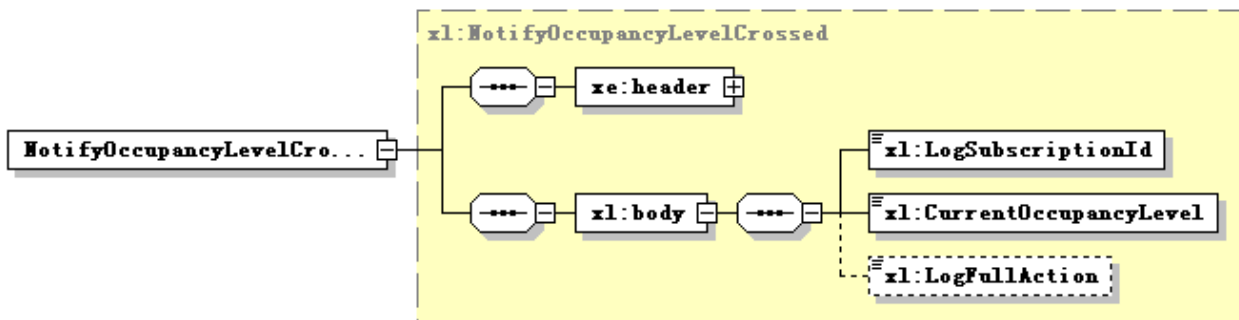 xl:NotifyOccupancyLevelCrossed
xe:header
NotifyOccupancyLevelCro...
xl:LogSubscriptionId
xl:body
xl:CurrentOccupancyLevel
xl:LogFullAction